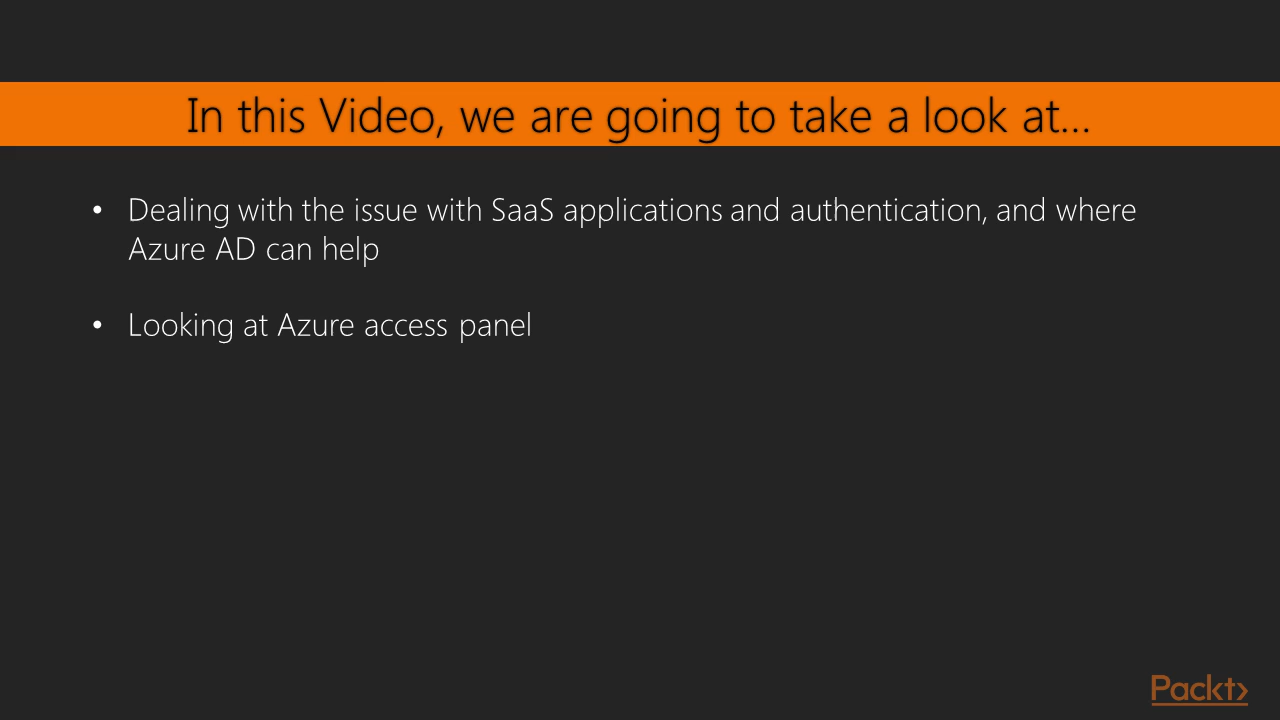 In this Video, we are going to take a look at...
• Dealing with the issue with SaaS applications and authentication, and where
Azure AD can help
• Looking at Azure access panel
Packt>